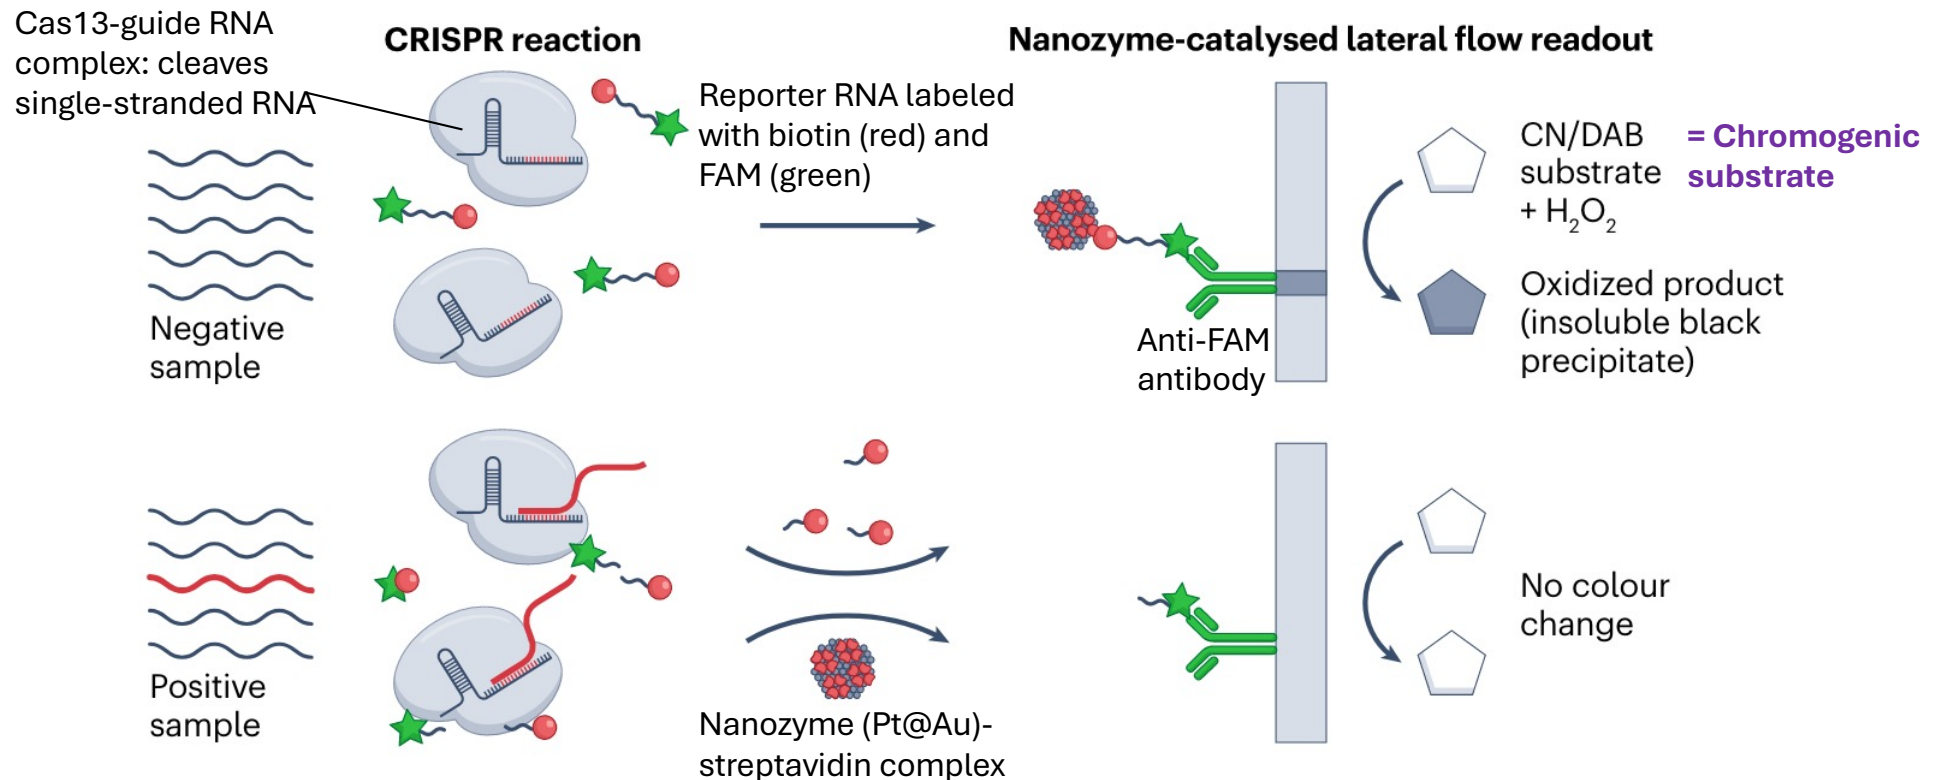 Cas13-guide RNA
complex: cleaves
single-stranded RNA
CRISPR reaction
Nanozyme-catalysed lateral flow readout
Reporter RNA labeled
with biotin (red) and
FAM (green)
CN/DAB
substrate
+ H₂O₂
= Chromogenic
substrate
Negative
sample
Anti-FAM
antibody
Oxidized product
(insoluble black
precipitate)
Positive
sample
Nanozyme (Pt@Au)-
streptavidin complex
No colour
change